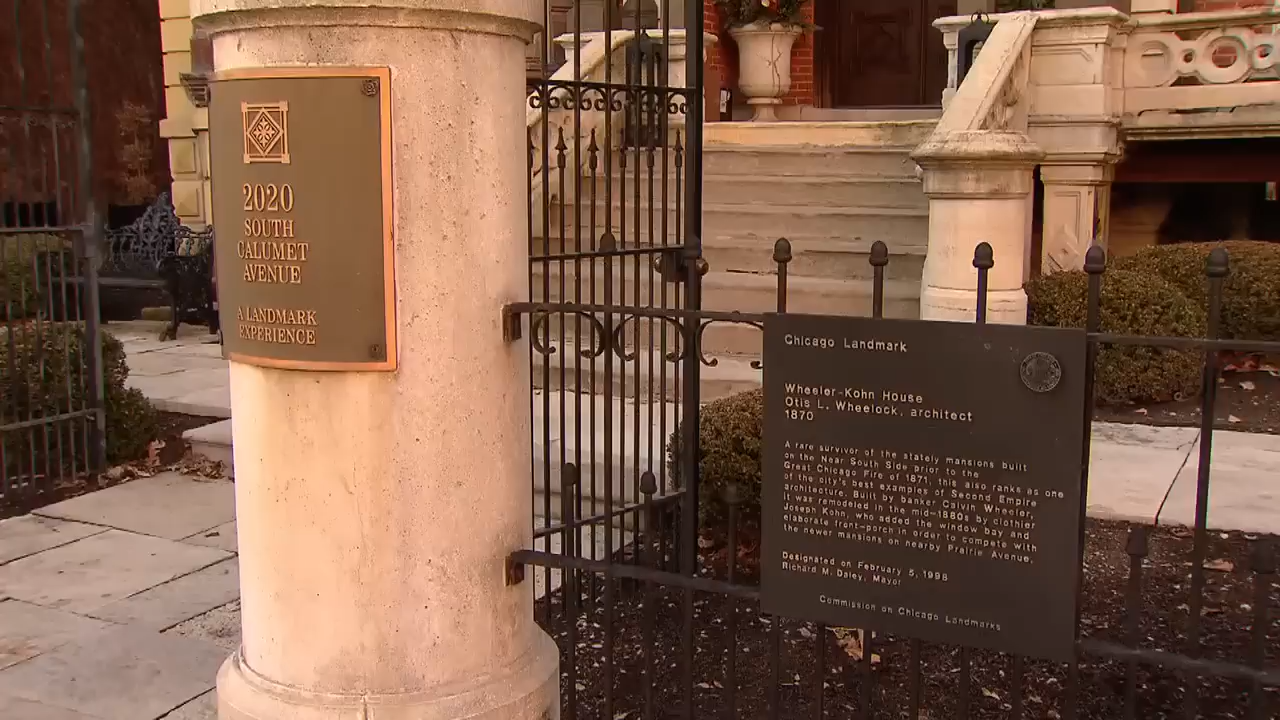 2020
SOUTH
CALUMET
AVENUE
A LANDMARK
EXPERIENCE
Chicago Landmark
Wheeler-Kohn House
Otis L. Wheelock, architect
1870
A rare survivor of the stately mansions built
on the Near South Side prior to the
Great Chicago Fire of 1871, this also ranks as one
of the city's best examples of Second Empire
architecture. Built by banker Calvin Wheeler,
it was remodeled in the mid-1880s by clothier
Joseph Kohn, who added the window bay and
elaborate front-porch in order to compete with
the newer mansions on nearby Prairie Avenue.
Designated on February 5, 1998
Richard M. Daley, Mayor
Commission on Chicago Landmarks